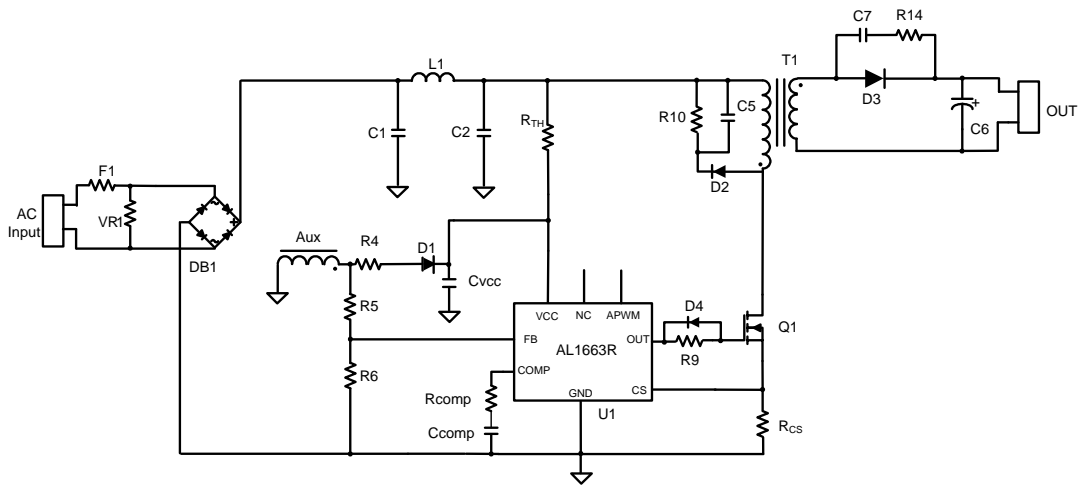 C7
R14
T1
L1
D3
+
C6
OUT
C1
C2
R_TH
R10
C5
D2
F1
AC
Input
VR1
+
DB1
Aux
R4
D1
Cvcc
R5
VCC
NC
APWM
D4
Q1
FB
AL1663R
OUT
R9
R6
COMP
CS
GND
U1
Rcomp
Ccomp
R_CS